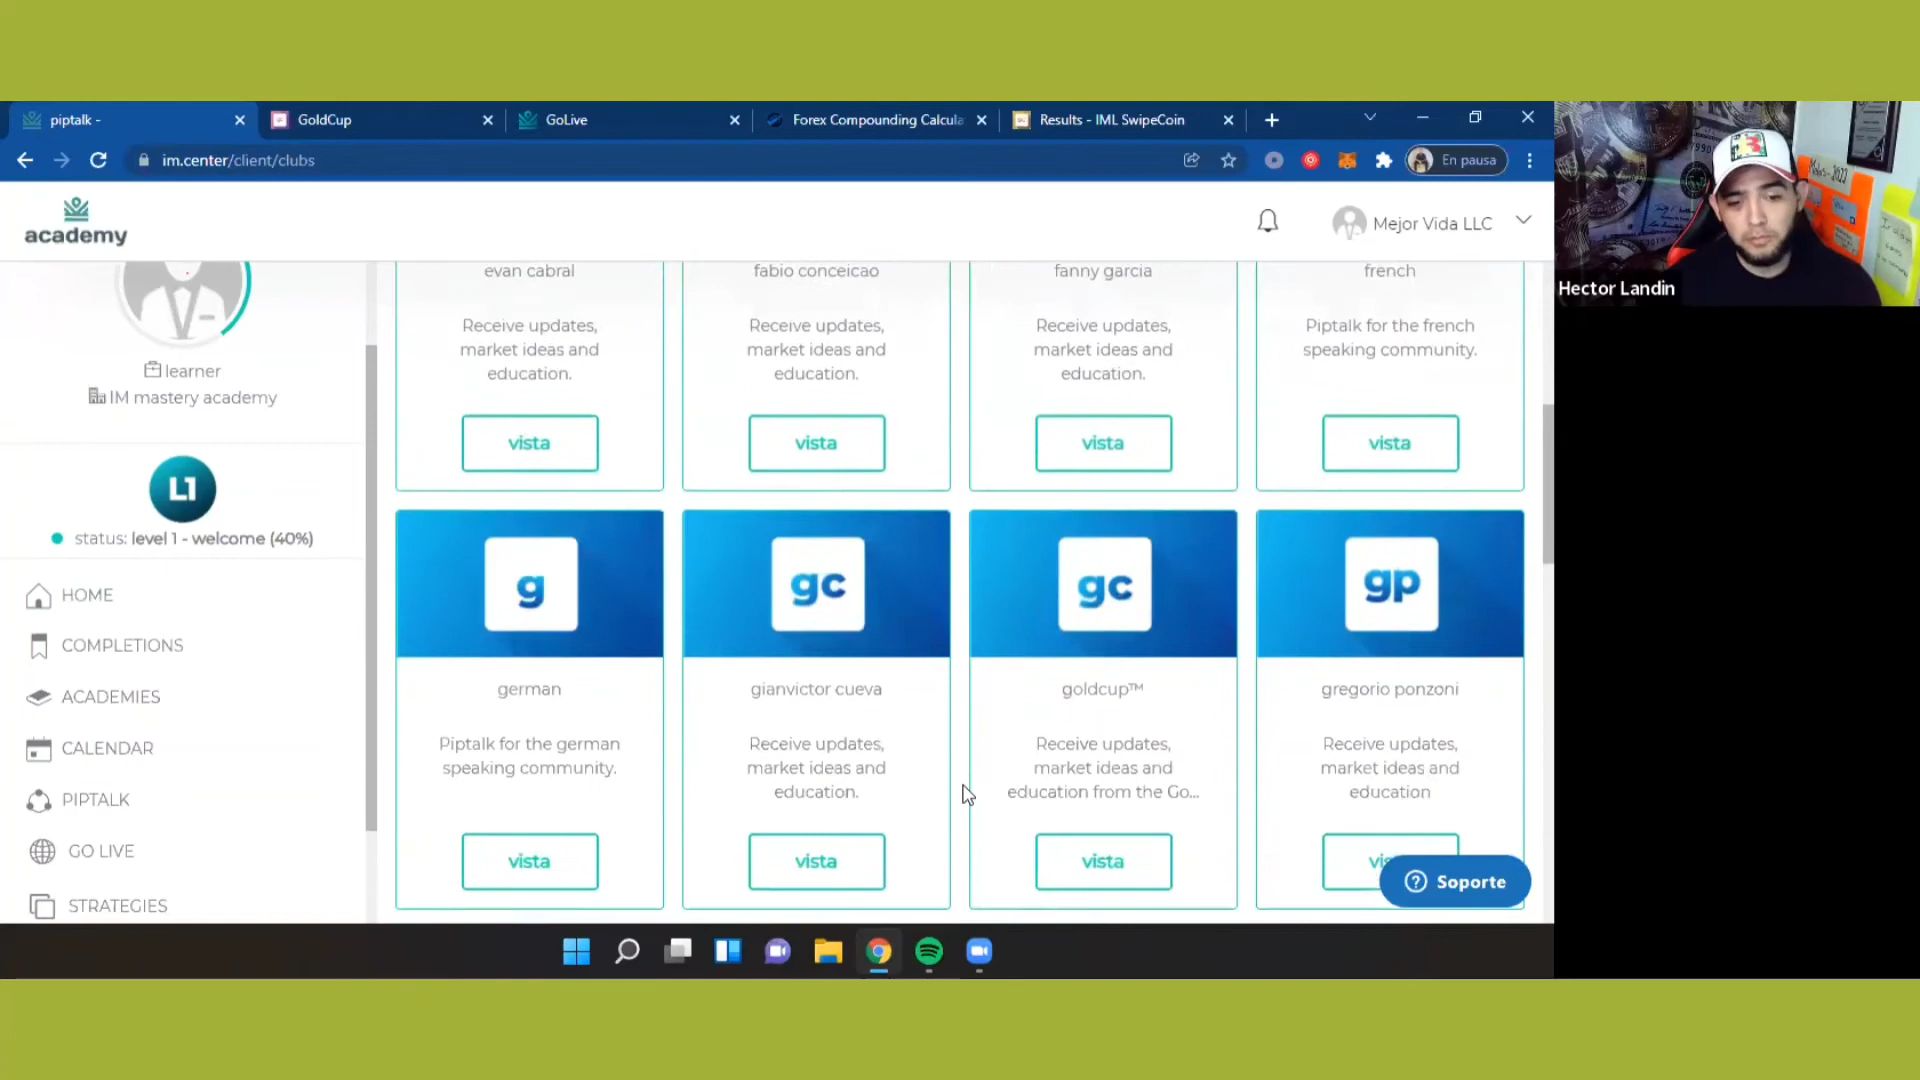 piptalk -
GoldCup
GoLive
Forex Compounding Calcula
Results - IML SwipeCoin
im.center/client/clubs
En pausa
academy
Mejor Vida LLC
Hector Landin
learner
IM mastery academy
L1
status: level 1 - welcome (40%)
HOME
COMPLETIONS
ACADEMIES
CALENDAR
PIPTALK
GO LIVE
STRATEGIES
evan cabral
Receive updates,
market ideas and
education.
vista
fabio conceicao
Receive updates,
market ideas and
education.
vista
fanny garcia
Receive updates,
market ideas and
education.
vista
french
Piptalk for the french
speaking community.
vista
g
german
Piptalk for the german
speaking community.
vista
gc
gianvictor cueva
Receive updates,
market ideas and
education.
vista
gc
goldcup™
Receive updates,
market ideas and
education from the Go...
vista
gp
gregorio ponzoni
Receive updates,
market ideas and
education
Soporte